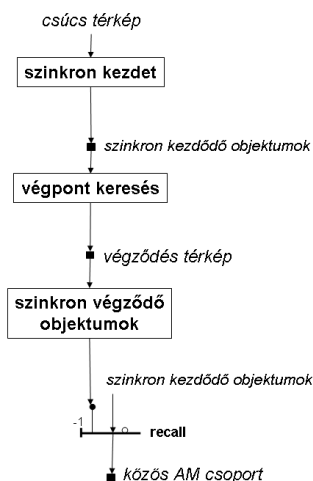 csúcs térkép
szinkron kezdet
szinkron kezdődő objektumok
végpont keresés
végződés térkép
szinkron végződő
objektumok
szinkron kezdődő objektumok
-1
0
recall
közös AM csoport